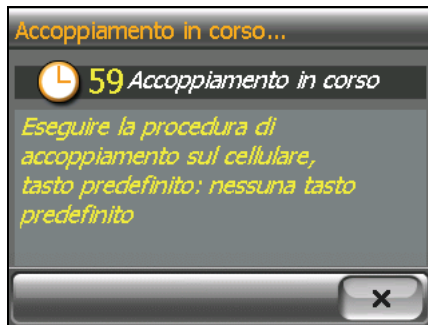 Accoppiamento in corso...
59 Accoppiamento in corso
Eseguire la procedura di
accoppiamento sul cellulare,
tasto predefinito: nessuna tasto
predefinito